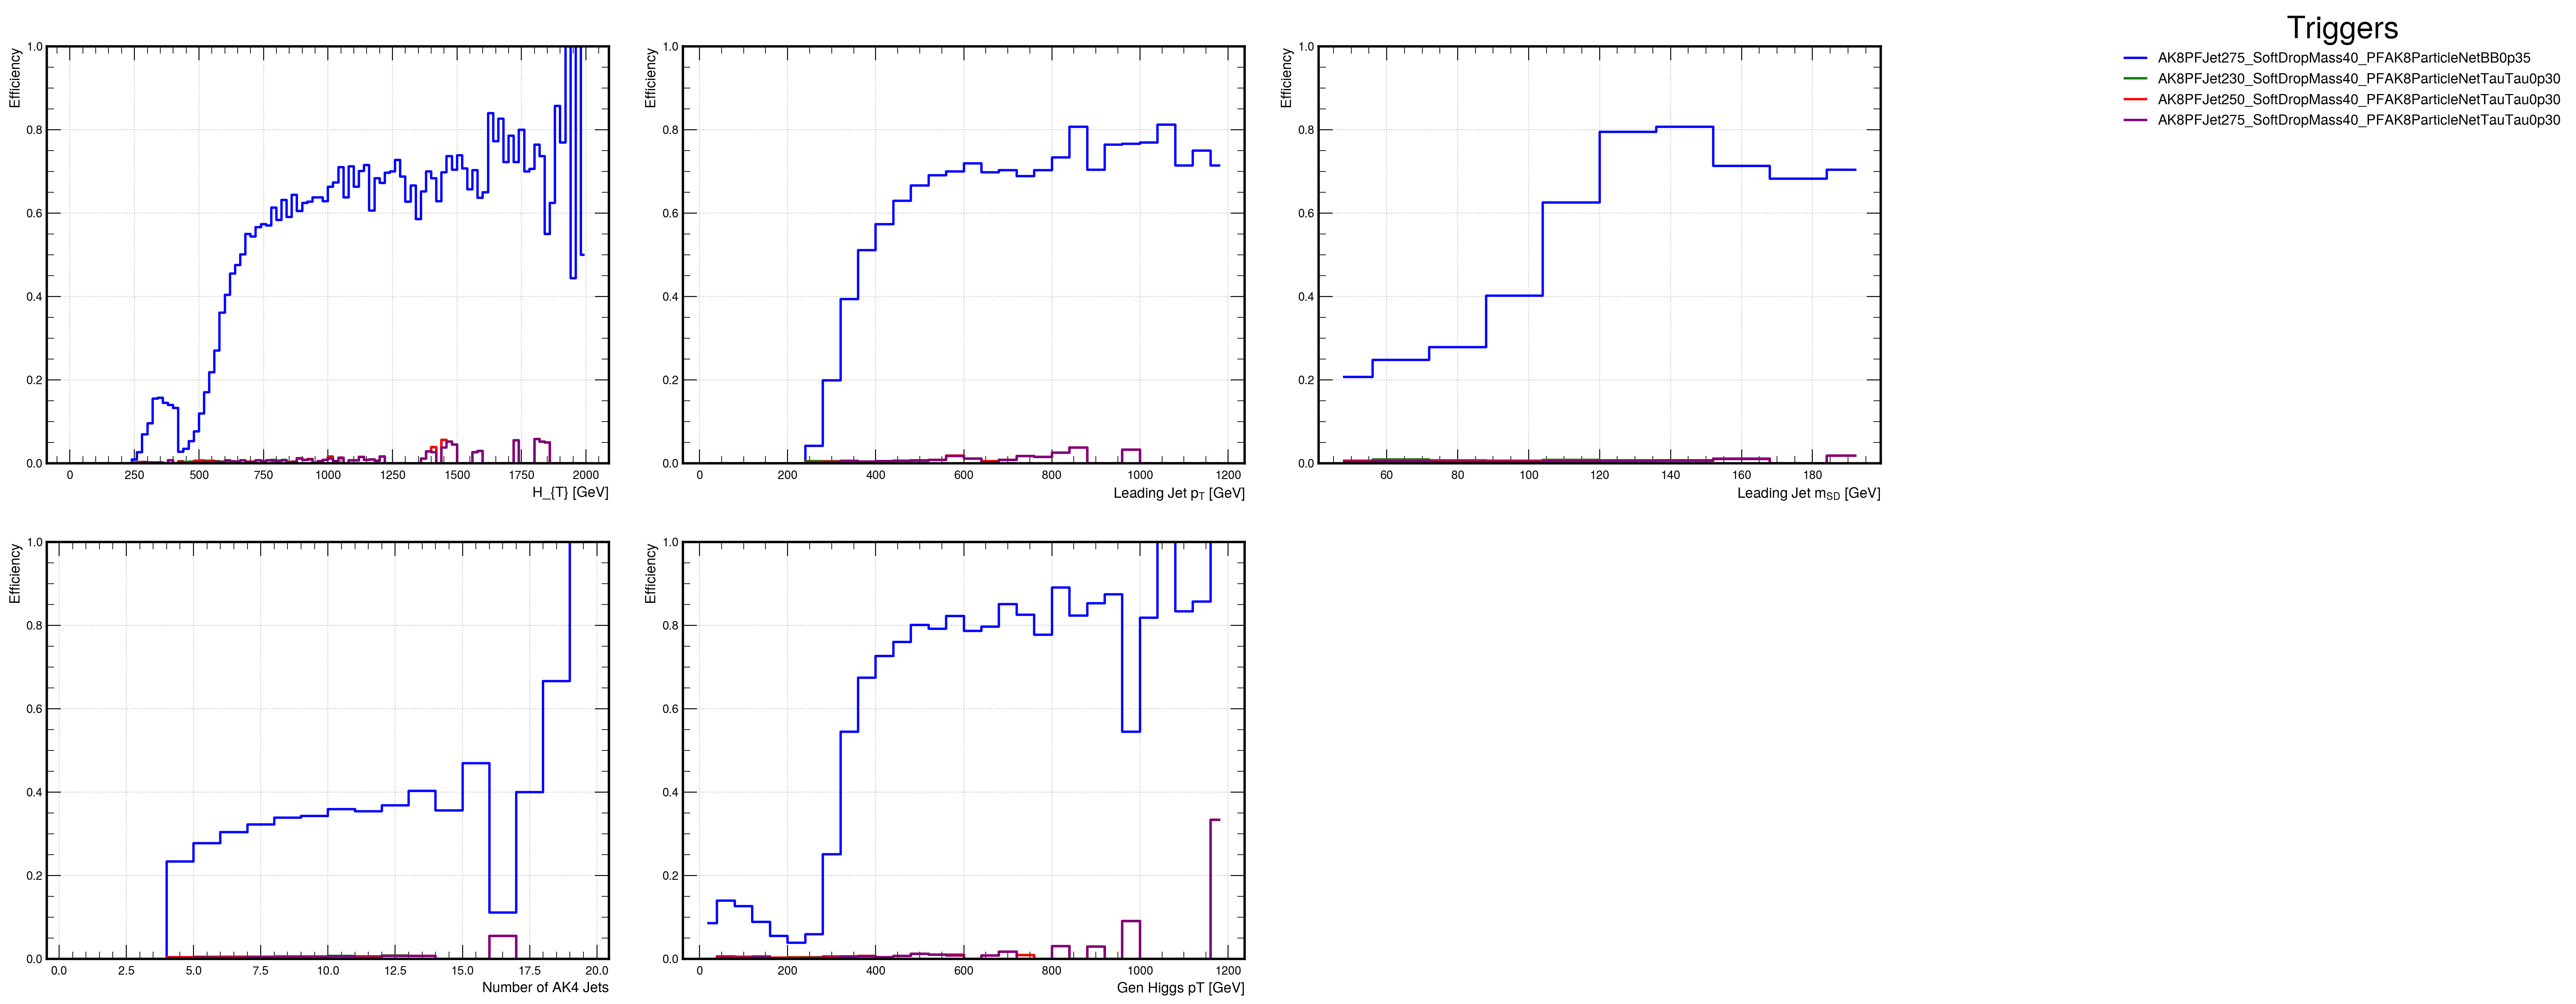 Triggers
AK8PFJet275_SoftDropMass40_PFAK8ParticleNetBB0p35
AK8PFJet230_SoftDropMass40_PFAK8ParticleNetTauTau0p30
AK8PFJet250_SoftDropMass40_PFAK8ParticleNetTauTau0p30
AK8PFJet275_SoftDropMass40_PFAK8ParticleNetTauTau0p30
Efficiency
1.0
0.8
0.6
0.4
0.2
0.0
0 250 500 750 1000 1250 1500 1750 2000
H_{T} [GeV]
Efficiency
1.0
0.8
0.6
0.4
0.2
0.0
0 200 400 600 800 1000 1200
Leading Jet pT [GeV]
Efficiency
1.0
0.8
0.6
0.4
0.2
0.0
60 80 100 120 140 160 180
Leading Jet mSD [GeV]
Efficiency
1.0
0.8
0.6
0.4
0.2
0.0
0.0 2.5 5.0 7.5 10.0 12.5 15.0 17.5 20.0
Number of AK4 Jets
Efficiency
1.0
0.8
0.6
0.4
0.2
0.0
0 200 400 600 800 1000 1200
Gen Higgs pT [GeV]